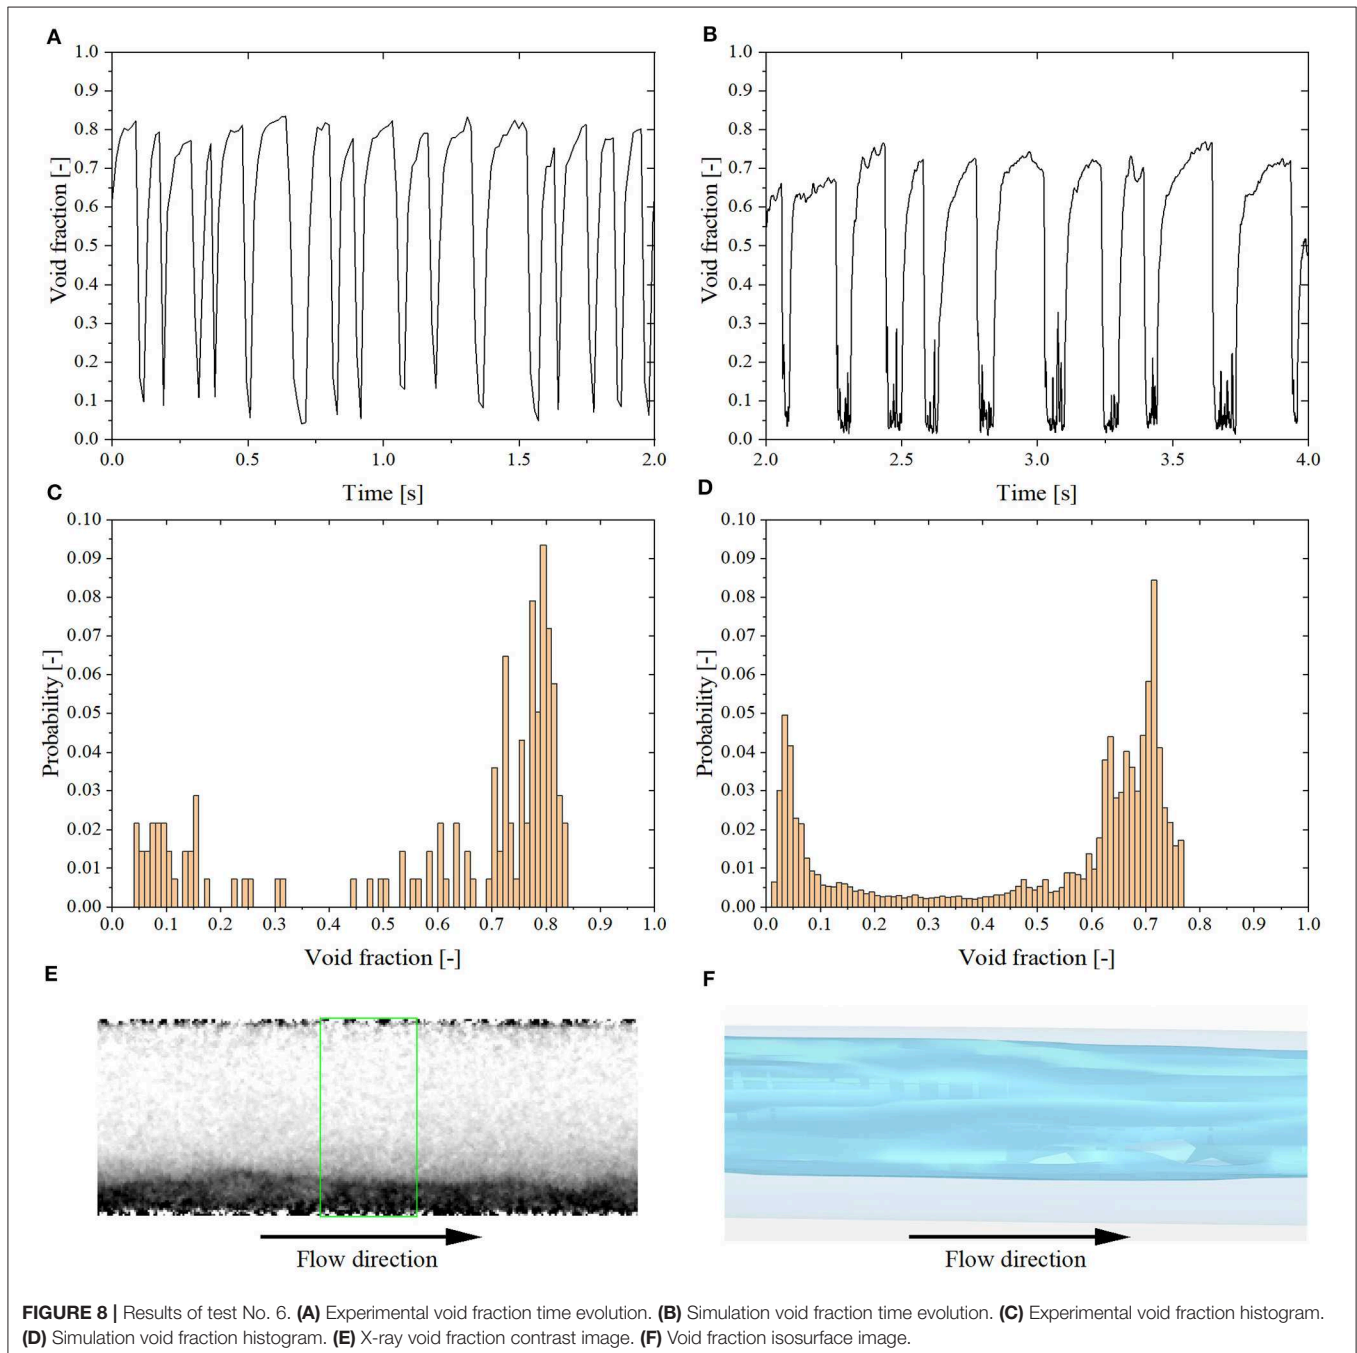 A
B
1.0
0.9
0.8
0.7
0.6
0.5
0.4
0.3
0.2
0.1
0.0
Void fraction [-]
0.0 0.5 1.0 1.5 2.0
Time [s]
1.0
0.9
0.8
0.7
0.6
0.5
0.4
0.3
0.2
0.1
0.0
Void fraction [-]
2.0 2.5 3.0 3.5 4.0
Time [s]
C
D
0.10
0.09
0.08
0.07
0.06
0.05
0.04
0.03
0.02
0.01
0.00
Probability [-]
0.0 0.1 0.2 0.3 0.4 0.5 0.6 0.7 0.8 0.9 1.0
Void fraction [-]
0.10
0.09
0.08
0.07
0.06
0.05
0.04
0.03
0.02
0.01
0.00
Probability [-]
0.0 0.1 0.2 0.3 0.4 0.5 0.6 0.7 0.8 0.9 1.0
Void fraction [-]
E
Flow direction
F
Flow direction
FIGURE 8 | Results of test No. 6. (A) Experimental void fraction time evolution. (B) Simulation void fraction time evolution. (C) Experimental void fraction histogram.
(D) Simulation void fraction histogram. (E) X-ray void fraction contrast image. (F) Void fraction isosurface image.